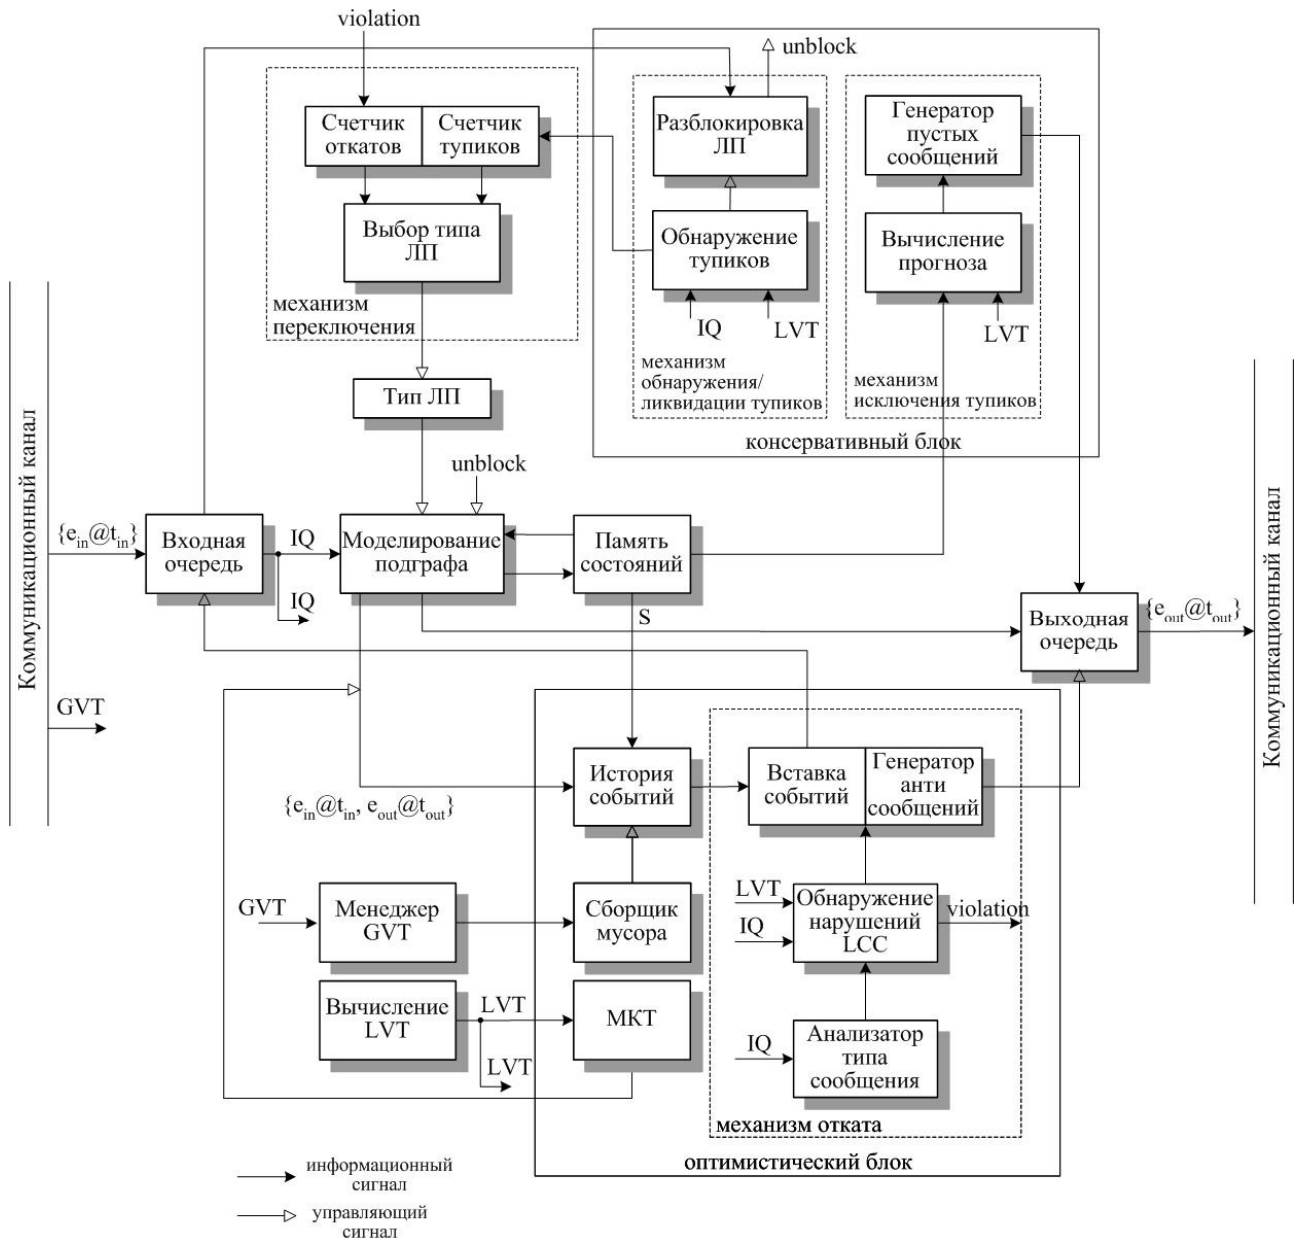 violation
unblock
Счетчик
откатов
Счетчик
тупиков
Разблокировка
ЛП
Генератор
пустых
сообщений
Выбор типа
ЛП
Обнаружение
тупиков
Вычисление
прогноза
механизм
переключения
IQ
LVT
LVT
механизм
обнаружения/
ликвидации тупиков
механизм
исключения тупиков
консервативный блок
Тип ЛП
unblock
Коммуникационный канал
{e_in@t_in}
Входная
очередь
IQ
IQ
Моделирование
подграфа
Память
состояний
S
Выходная
очередь
{e_out@t_out}
Коммуникационный канал
GVT
{e_in@t_in, e_out@t_out}
История
событий
Вставка
событий
Генератор
анти
сообщений
GVT
Менеджер
GVT
Сборщик
мусора
LVT
IQ
Обнаружение
нарушений
LCC
violation
Вычисление
LVT
LVT
LVT
МКТ
IQ
Анализатор
типа
сообщения
механизм отката
оптимистический блок
информационный
сигнал
управляющий
сигнал